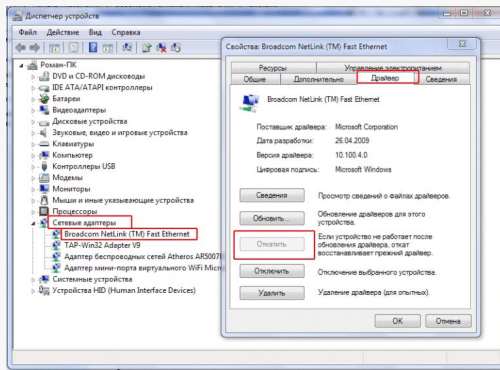 Диспетчер устройств
Файл Действие Вид Справка
Роман-ПК
DVD и CD-ROM дисководы
IDE ATA/ATAPI контроллеры
Батареи
Видеоадаптеры
Дисковые устройства
Звуковые, видео и игровые устройства
Клавиатуры
Компьютер
Контроллеры USB
Модемы
Мониторы
Мыши и иные указывающие устройства
Процессоры
Сетевые адаптеры
Broadcom NetLink (TM) Fast Ethernet
TAP-Win32 Adapter V9
Адаптер беспроводных сетей Atheros AR5007
Адаптер мини-порта виртуального WiFi Micro
Системные устройства
Устройства HID (Human Interface Devices)
Свойства: Broadcom NetLink (TM) Fast Ethernet
Ресурсы Управление электропитанием
Общие Дополнительно Драйвер Сведения
Broadcom NetLink (TM) Fast Ethernet
Поставщик драйвера: Microsoft Corporation
Дата разработки: 26.04.2009
Версия драйвера: 10.100.4.0
Цифровая подпись: Microsoft Windows
Сведения Просмотр сведений о файлах драйверов.
Обновить... Обновление драйверов для этого
устройства.
Откатить Если устройство не работает после
обновления драйвера, откат
восстанавливает прежний драйвер.
Отключить Отключение выбранного устройства.
Удалить Удаление драйвера (для опытных).
OK Отмена